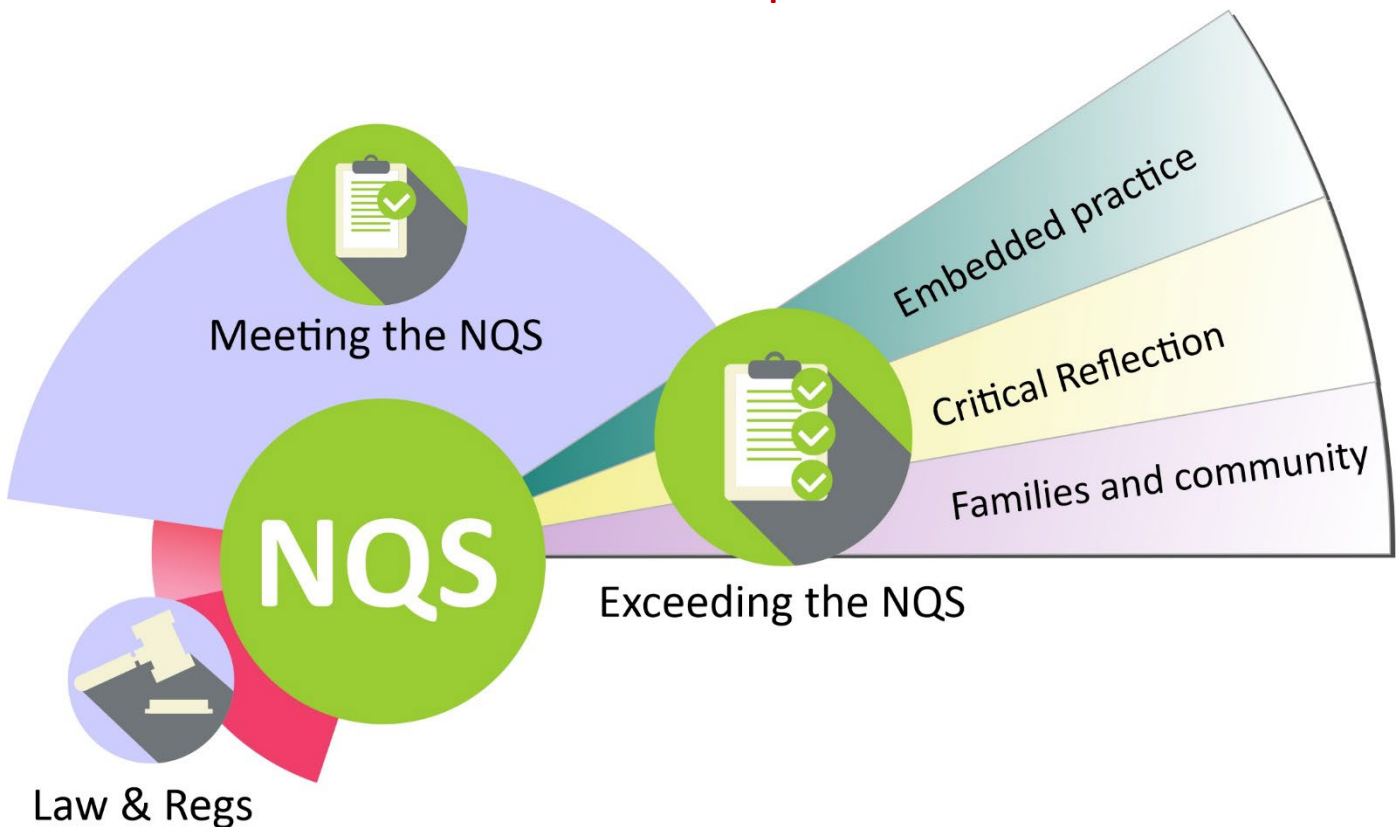 Meeting the NQS
Embedded practice
Critical Reflection
Families and community
NQS
Exceeding the NQS
Law & Regs